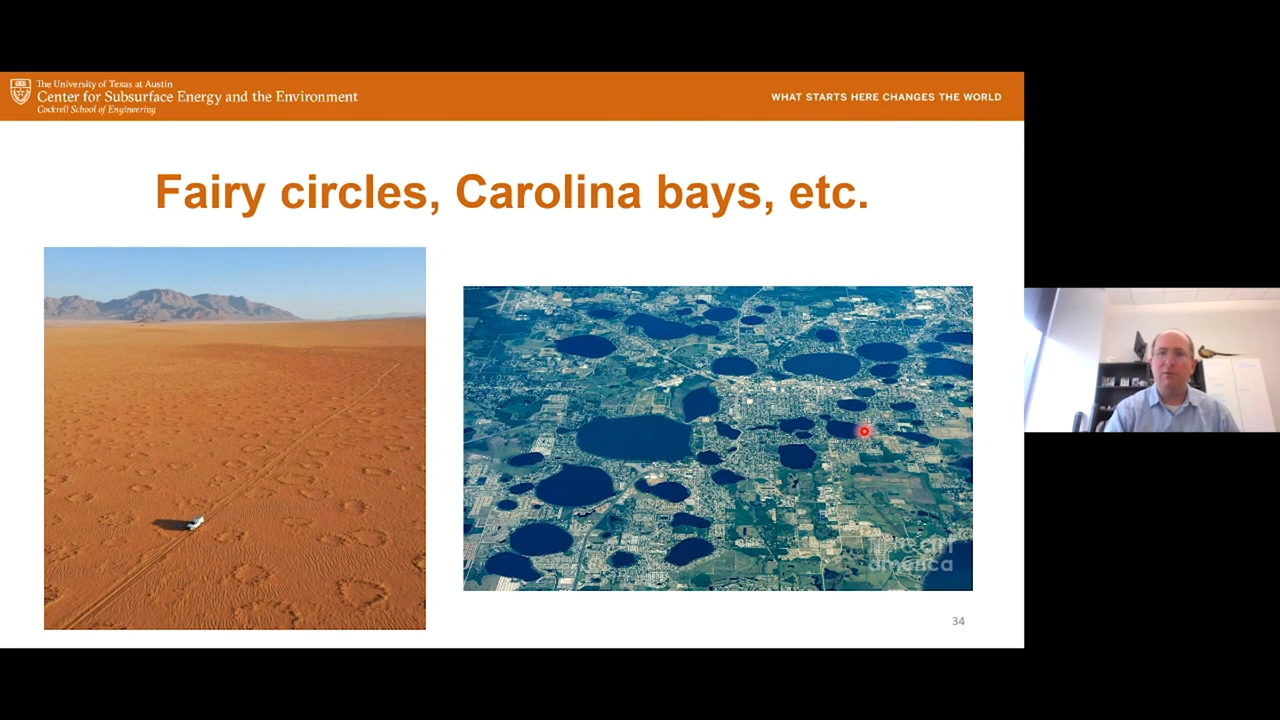 The University of Texas at Austin
Center for Subsurface Energy and the Environment
Cockrell School of Engineering
WHAT STARTS HERE CHANGES THE WORLD
Fairy circles, Carolina bays, etc.
america
34